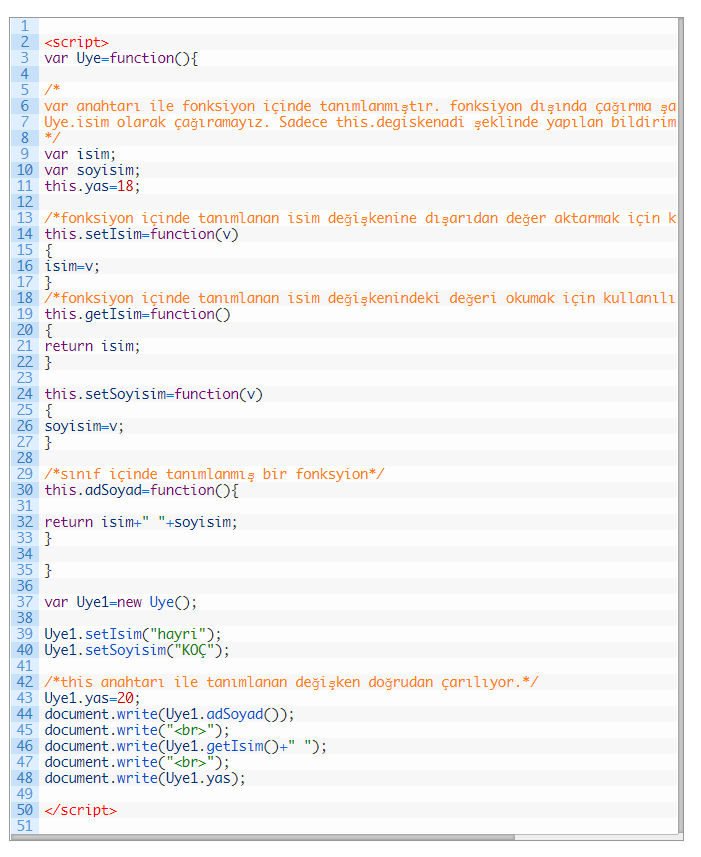 1
2 <script>
3 var Uye=function(){
4
5 /*
6 var anahtarı ile fonksiyon içinde tanımlanmıştır. fonksiyon dışında çağırma şa
7 Uye.isim olarak çağıramayız. Sadece this.degiskenadi şeklinde yapılan bildirim
8 */
9 var isim;
10 var soyisim;
11 this.yas=18;
12
13 /*fonksiyon içinde tanımlanan isim değişkenine dışarıdan değer aktarmak için k
14 this.setIsim=function(v)
15 {
16 isim=v;
17 }
18 /*fonksiyon içinde tanımlanan isim değişkenindeki değeri okumak için kullanılı
19 this.getIsim=function()
20 {
21 return isim;
22 }
23
24 this.setSoyisim=function(v)
25 {
26 soyisim=v;
27 }
28
29 /*sınıf içinde tanımlanmış bir fonksyion*/
30 this.adSoyad=function(){
31
32 return isim+" "+soyisim;
33 }
34
35 }
36
37 var Uye1=new Uye();
38
39 Uye1.setIsim("hayri");
40 Uye1.setSoyisim("KOÇ");
41
42 /*this anahtarı ile tanımlanan değişken doğrudan çarılıyor.*/
43 Uye1.yas=20;
44 document.write(Uye1.adSoyad());
45 document.write("<br>");
46 document.write(Uye1.getIsim()+" ");
47 document.write("<br>");
48 document.write(Uye1.yas);
49
50 </script>
51